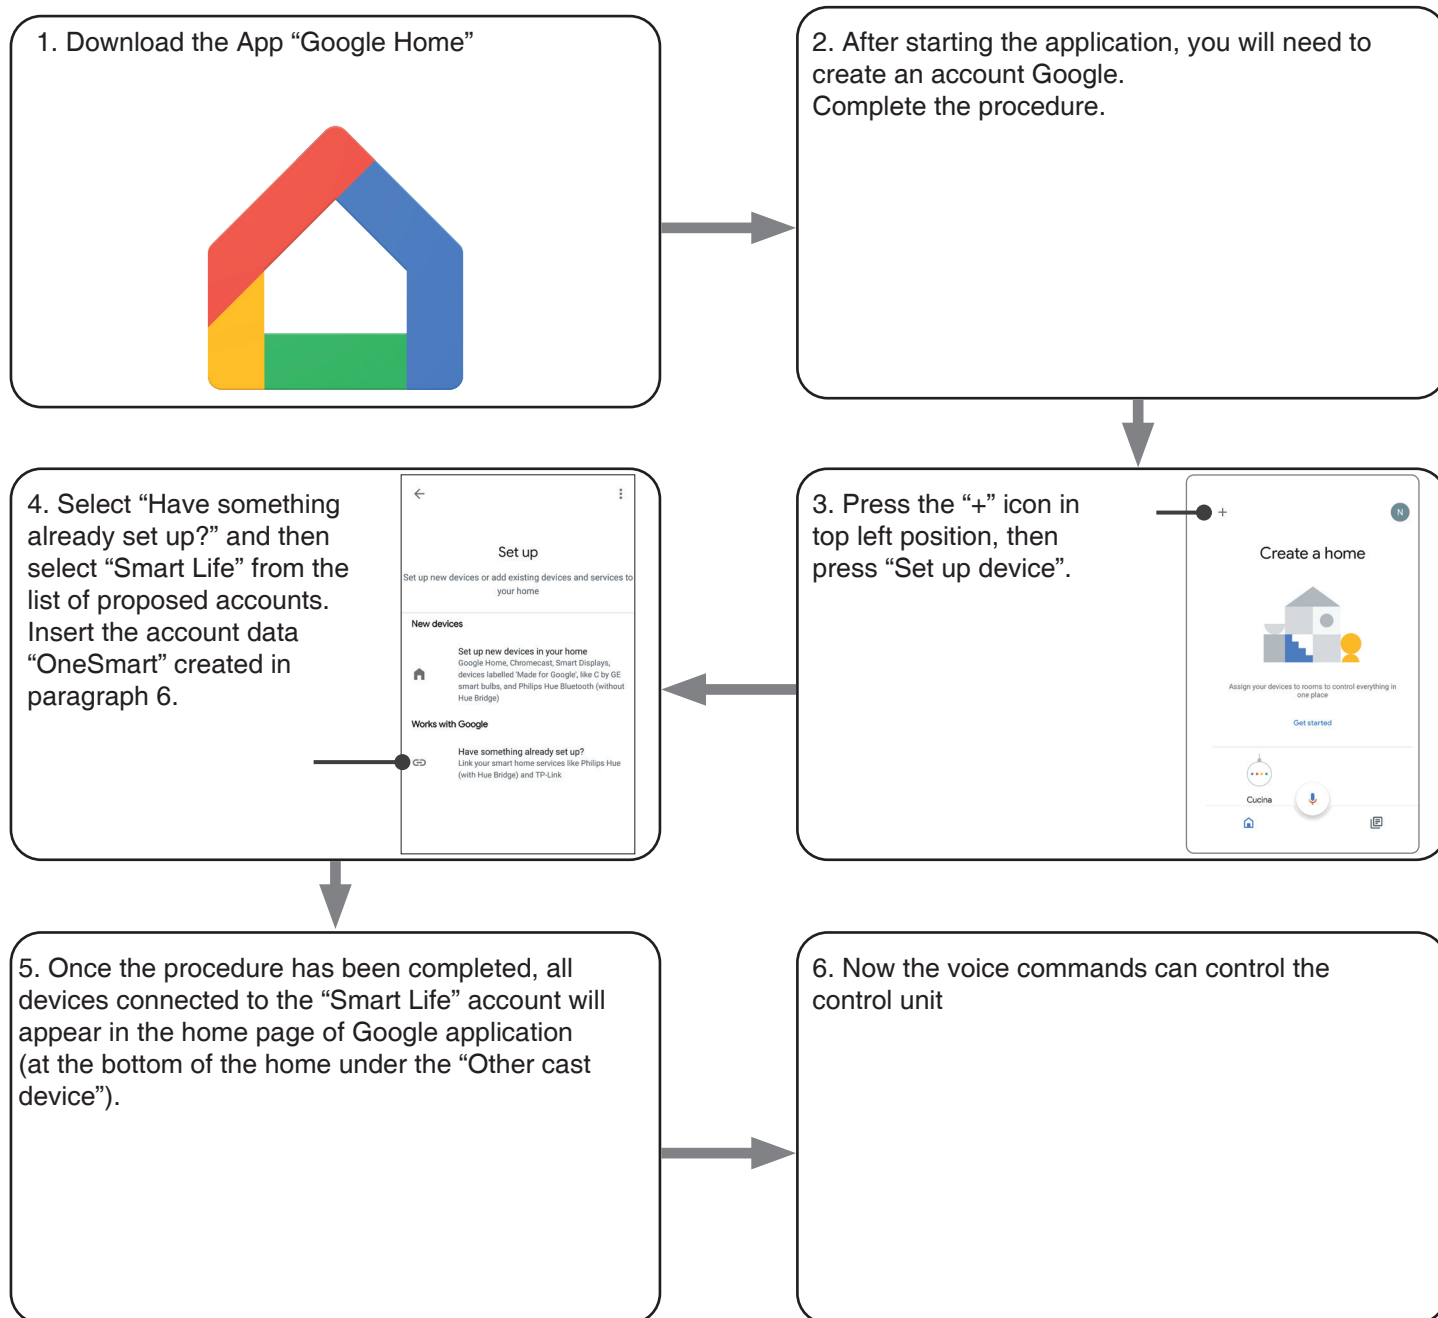 1. Download the App “Google Home”
2. After starting the application, you will need to
create an account Google.
Complete the procedure.
3. Press the “+” icon in
top left position, then
press “Set up device”.
+
N
Create a home
Assign your devices to rooms to control everything in
one place
Get started
Cucina
4. Select “Have something
already set up?” and then
select “Smart Life” from the
list of proposed accounts.
Insert the account data
“OneSmart” created in
paragraph 6.
Set up
Set up new devices or add existing devices and services to
your home
New devices
Set up new devices in your home
Google Home, Chromecast, Smart Displays,
devices labelled 'Made for Google', like C by GE
smart bulbs, and Philips Hue Bluetooth (without
Hue Bridge)
Works with Google
Have something already set up?
Link your smart home services like Philips Hue
(with Hue Bridge) and TP-Link
5. Once the procedure has been completed, all
devices connected to the “Smart Life” account will
appear in the home page of Google application
(at the bottom of the home under the “Other cast
device”).
6. Now the voice commands can control the
control unit